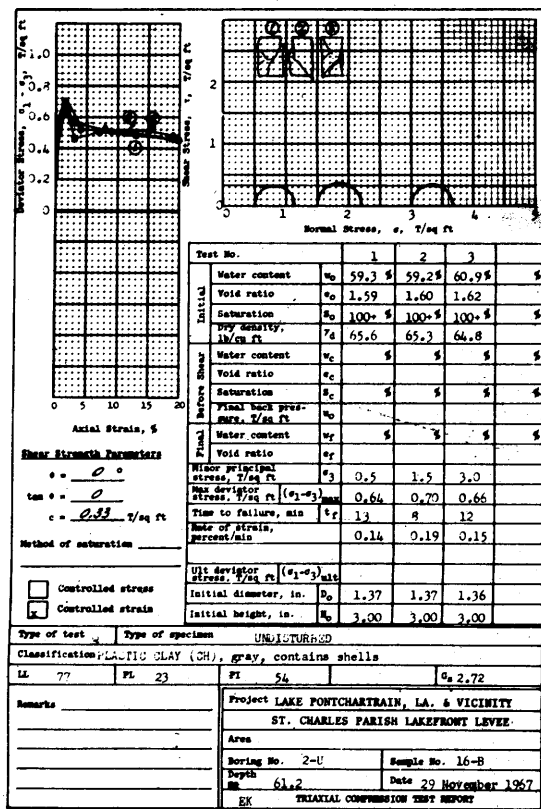 1 2 3
Deviator Stress, σ1 - σ3, T/sq ft
1.0
0.8
0.6
0.4
0.2
0
0 5 10 15 20
Axial Strain, %
Shear Stress, τ, T/sq ft
2
1
0
0 1 2 3 4 5
Normal Stress, σ, T/sq ft
Shear Strength Parameters
φ = 0 °
tan φ = 0
c = 0.33 T/sq ft
Method of saturation
Controlled stress
x Controlled strain
Test No. 1 2 3
Initial
Water content wo 59.3 % 59.2 % 60.9 % %
Void ratio eo 1.59 1.60 1.62
Saturation So 100+ % 100+ % 100+ % %
Dry density, lb/cu ft γd 65.6 65.3 64.8
Before Shear
Water content wc % % % %
Void ratio ec
Saturation Sc % % % %
Final back pressure, T/sq ft uo
Final
Water content wf % % % %
Void ratio ef
Minor principal stress, T/sq ft σ3 0.5 1.5 3.0
Max deviator stress, T/sq ft (σ1-σ3)max 0.64 0.70 0.66
Time to failure, min tf 13 8 12
Rate of strain, percent/min 0.14 0.19 0.15
Ult deviator stress, T/sq ft (σ1-σ3)ult
Initial diameter, in. Do 1.37 1.37 1.36
Initial height, in. Ho 3.00 3.00 3.00
Type of test Q Type of specimen UNDISTURBED
Classification PLASTIC CLAY (CH), gray, contains shells
LL 77 PL 23 PI 54 Gs 2.72
Remarks
Project LAKE PONTCHARTRAIN, LA. & VICINITY
ST. CHARLES PARISH LAKEFRONT LEVEE
Area
Boring No. 2-U Sample No. 16-B
Depth 61.2 Date 29 November 1967
EK TRIAXIAL COMPRESSION TEST REPORT